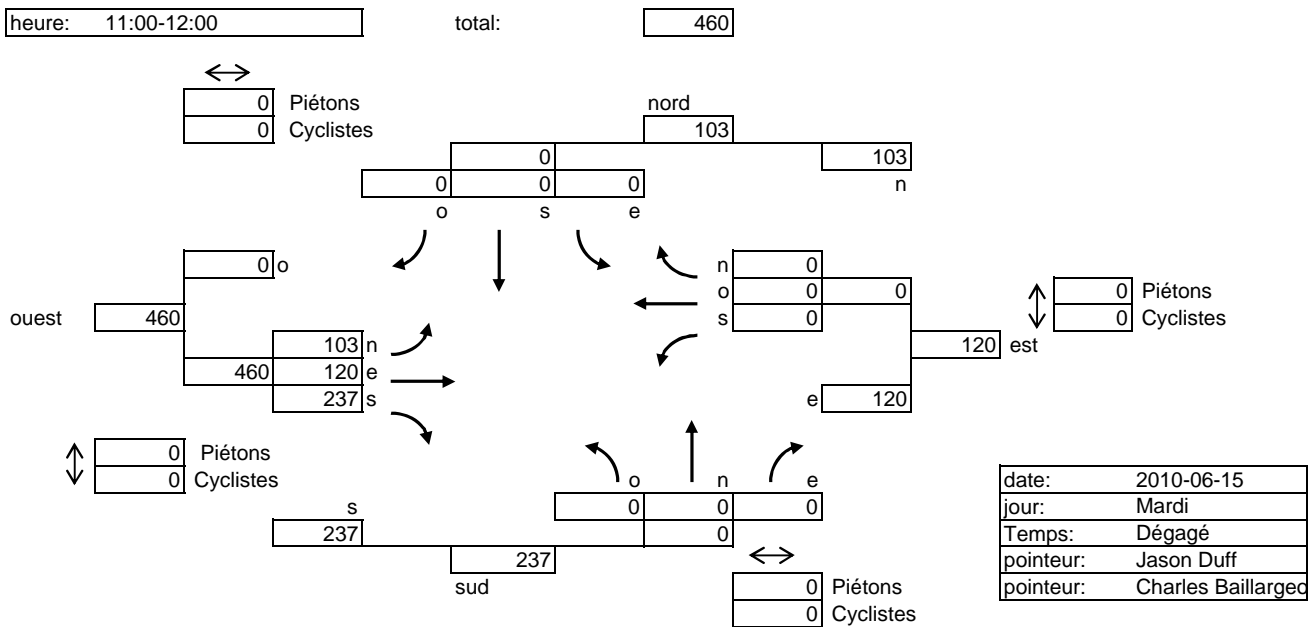 heure: 11:00-12:00 total: 460
0 Piétons
0 Cyclistes
nord
103
0 103
0 0 0 n
o s e
0 o
n 0
o 0 0
s 0
0 Piétons
0 Cyclistes
ouest 460
120 est
103 n
460 120 e
237 s
e 120
0 Piétons
0 Cyclistes
o n e
s
0 0 0
237 0
237
sud
0 Piétons
0 Cyclistes
date: 2010-06-15
jour: Mardi
Temps: Dégagé
pointeur: Jason Duff
pointeur: Charles Baillargeo